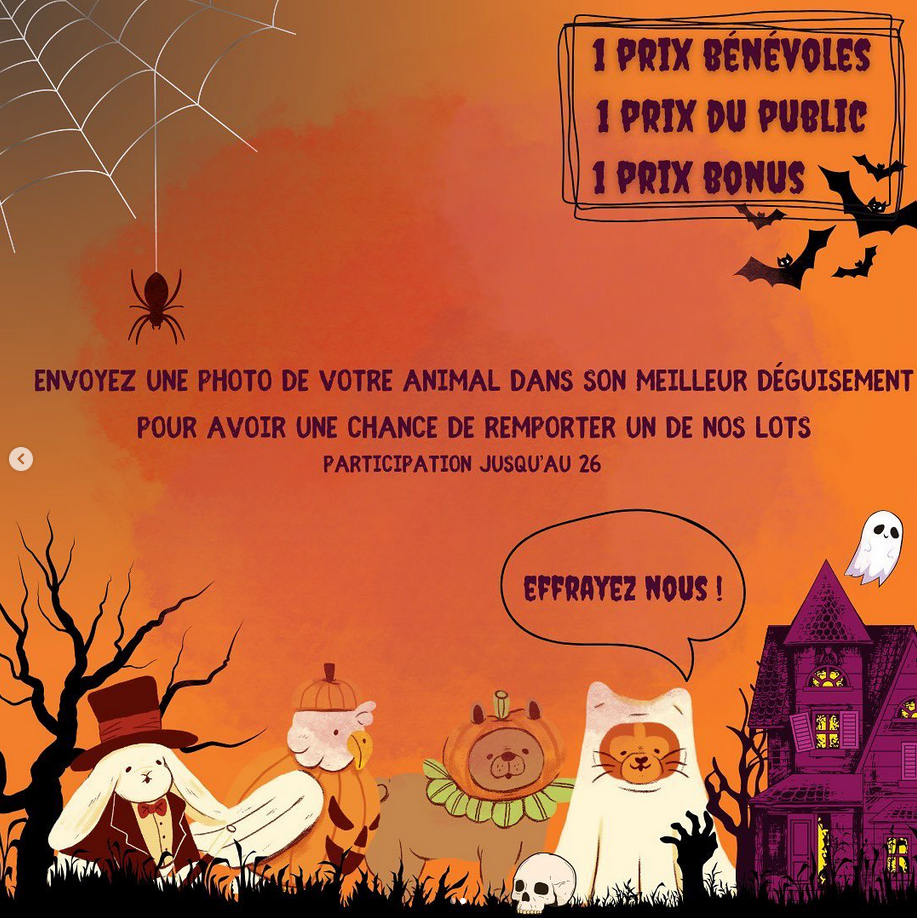 1 PRIX BÉNÉVOLES
1 PRIX DU PUBLIC
1 PRIX BONUS
ENVOYEZ UNE PHOTO DE VOTRE ANIMAL DANS SON MEILLEUR DÉGUISEMENT
POUR AVOIR UNE CHANCE DE REMPORTER UN DE NOS LOTS
PARTICIPATION JUSQU'AU 26
EFFRAYEZ NOUS !